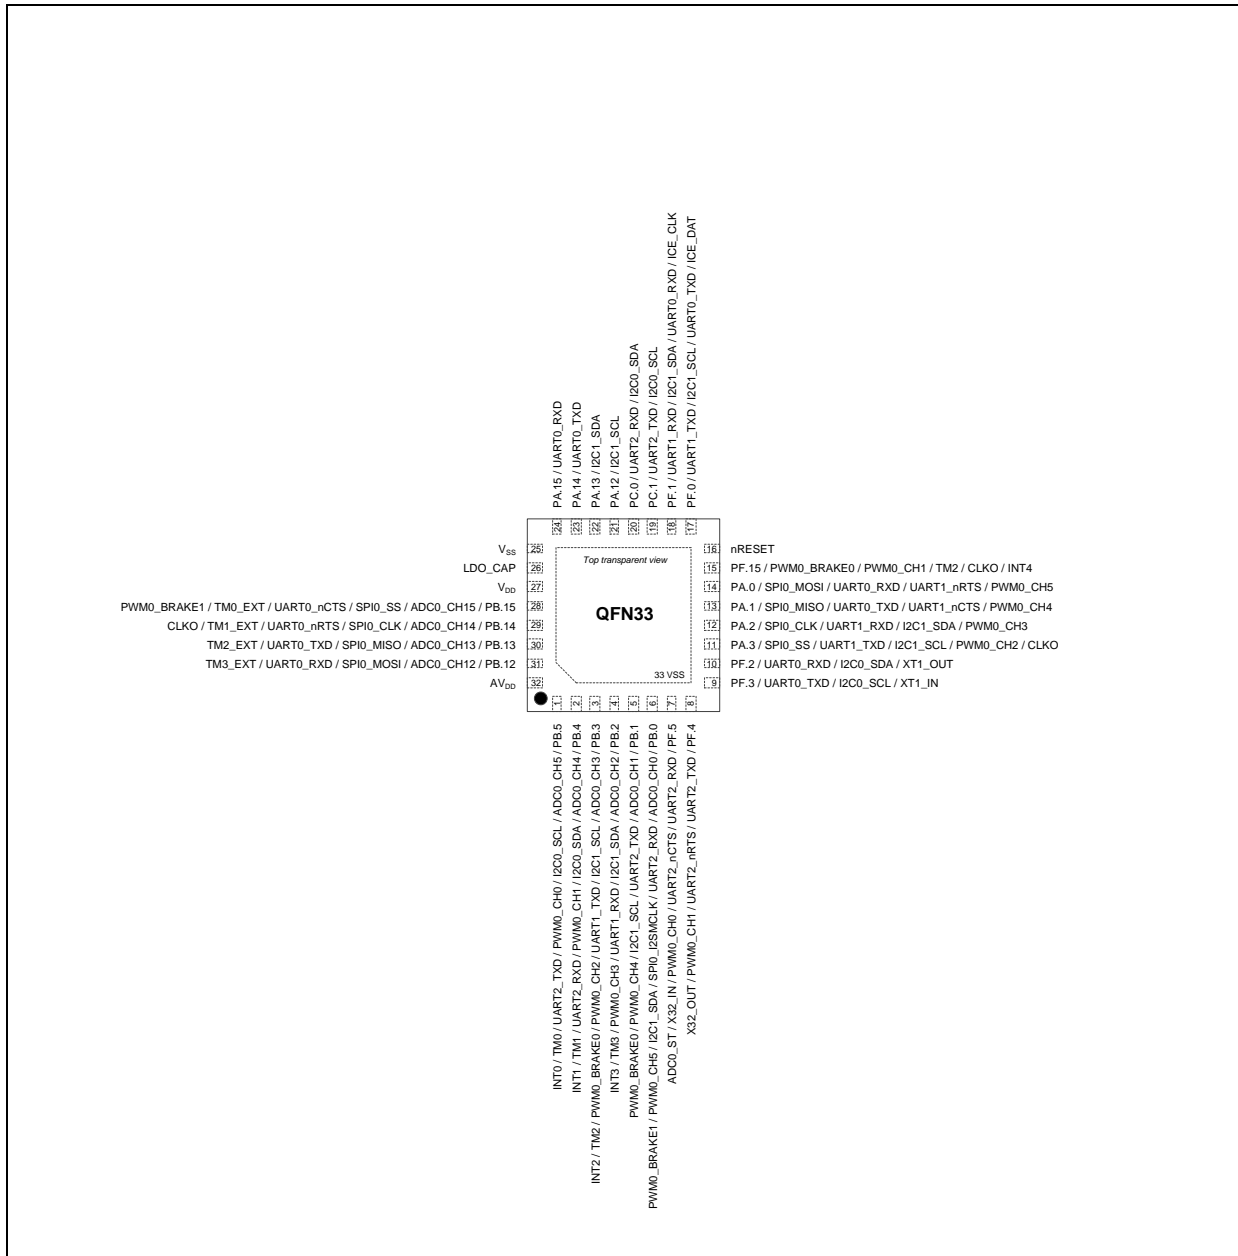 PA.15 / UART0_RXD
PA.14 / UART0_TXD
PA.13 / I2C1_SDA
PA.12 / I2C1_SCL
PC.0 / UART2_RXD / I2C0_SDA
PC.1 / UART2_TXD / I2C0_SCL
PF.1 / UART1_RXD / I2C1_SDA / UART0_RXD / ICE_CLK
PF.0 / UART1_TXD / I2C1_SCL / UART0_TXD / ICE_DAT
24
23
22
21
20
19
18
17
VSS 25
LDO_CAP 26
VDD 27
PWM0_BRAKE1 / TM0_EXT / UART0_nCTS / SPI0_SS / ADC0_CH15 / PB.15 28
CLKO / TM1_EXT / UART0_nRTS / SPI0_CLK / ADC0_CH14 / PB.14 29
TM2_EXT / UART0_TXD / SPI0_MISO / ADC0_CH13 / PB.13 30
TM3_EXT / UART0_RXD / SPI0_MOSI / ADC0_CH12 / PB.12 31
AVDD 32
Top transparent view
QFN33
33 VSS
16 nRESET
15 PF.15 / PWM0_BRAKE0 / PWM0_CH1 / TM2 / CLKO / INT4
14 PA.0 / SPI0_MOSI / UART0_RXD / UART1_nRTS / PWM0_CH5
13 PA.1 / SPI0_MISO / UART0_TXD / UART1_nCTS / PWM0_CH4
12 PA.2 / SPI0_CLK / UART1_RXD / I2C1_SDA / PWM0_CH3
11 PA.3 / SPI0_SS / UART1_TXD / I2C1_SCL / PWM0_CH2 / CLKO
10 PF.2 / UART0_RXD / I2C0_SDA / XT1_OUT
9 PF.3 / UART0_TXD / I2C0_SCL / XT1_IN
1
2
3
4
5
6
7
8
INT0 / TM0 / UART2_TXD / PWM0_CH0 / I2C0_SCL / ADC0_CH5 / PB.5
INT1 / TM1 / UART2_RXD / PWM0_CH1 / I2C0_SDA / ADC0_CH4 / PB.4
INT2 / TM2 / PWM0_BRAKE0 / PWM0_CH2 / UART1_TXD / I2C1_SCL / ADC0_CH3 / PB.3
INT3 / TM3 / PWM0_CH3 / UART1_RXD / I2C1_SDA / ADC0_CH2 / PB.2
PWM0_BRAKE0 / PWM0_CH4 / I2C1_SCL / UART2_TXD / ADC0_CH1 / PB.1
PWM0_BRAKE1 / PWM0_CH5 / I2C1_SDA / SPI0_I2SMCLK / UART2_RXD / ADC0_CH0 / PB.0
ADC0_ST / X32_IN / PWM0_CH0 / UART2_nCTS / UART2_RXD / PF.5
X32_OUT / PWM0_CH1 / UART2_nRTS / UART2_TXD / PF.4